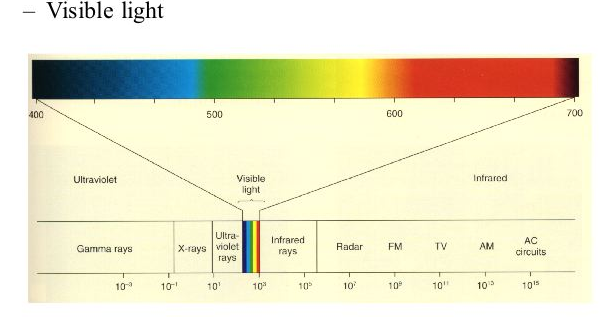 – Visible light
400 500 600 700
Ultraviolet Visible light Infrared
Gamma rays X-rays Ultra-violet rays Infrared rays Radar FM TV AM AC circuits
10⁻³ 10⁻¹ 10¹ 10³ 10⁵ 10⁷ 10⁹ 10¹¹ 10¹³ 10¹⁵